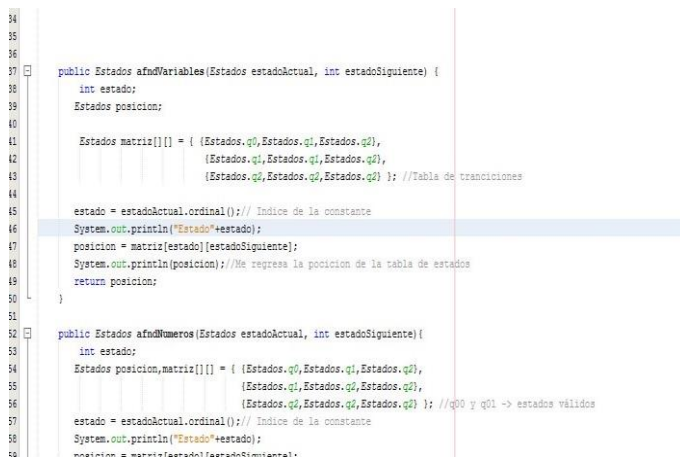 34
35
36
37 public Estados afndVariables(Estados estadoActual, int estadoSiguiente) {
38 int estado;
39 Estados posicion;
40
41 Estados matriz[][] = { {Estados.q0,Estados.q1,Estados.q2},
42 {Estados.q1,Estados.q1,Estados.q2},
43 {Estados.q2,Estados.q2,Estados.q2} }; //Tabla de tranciciones
44
45 estado = estadoActual.ordinal();// Indice de la constante
46 System.out.println("Estado"+estado);
47 posicion = matriz[estado][estadoSiguiente];
48 System.out.println(posicion);//Me regresa la pocicion de la tabla de estados
49 return posicion;
50 }
51
52 public Estados afndNumeros(Estados estadoActual, int estadoSiguiente){
53 int estado;
54 Estados posicion,matriz[][] = { {Estados.q0,Estados.q1,Estados.q2},
55 {Estados.q1,Estados.q2,Estados.q2},
56 {Estados.q2,Estados.q2,Estados.q2} }; //q00 y q01 -> estados válidos
57 estado = estadoActual.ordinal();// Indice de la constante
58 System.out.println("Estado"+estado);
59 posicion = matriz[estado][estadoSiguiente];